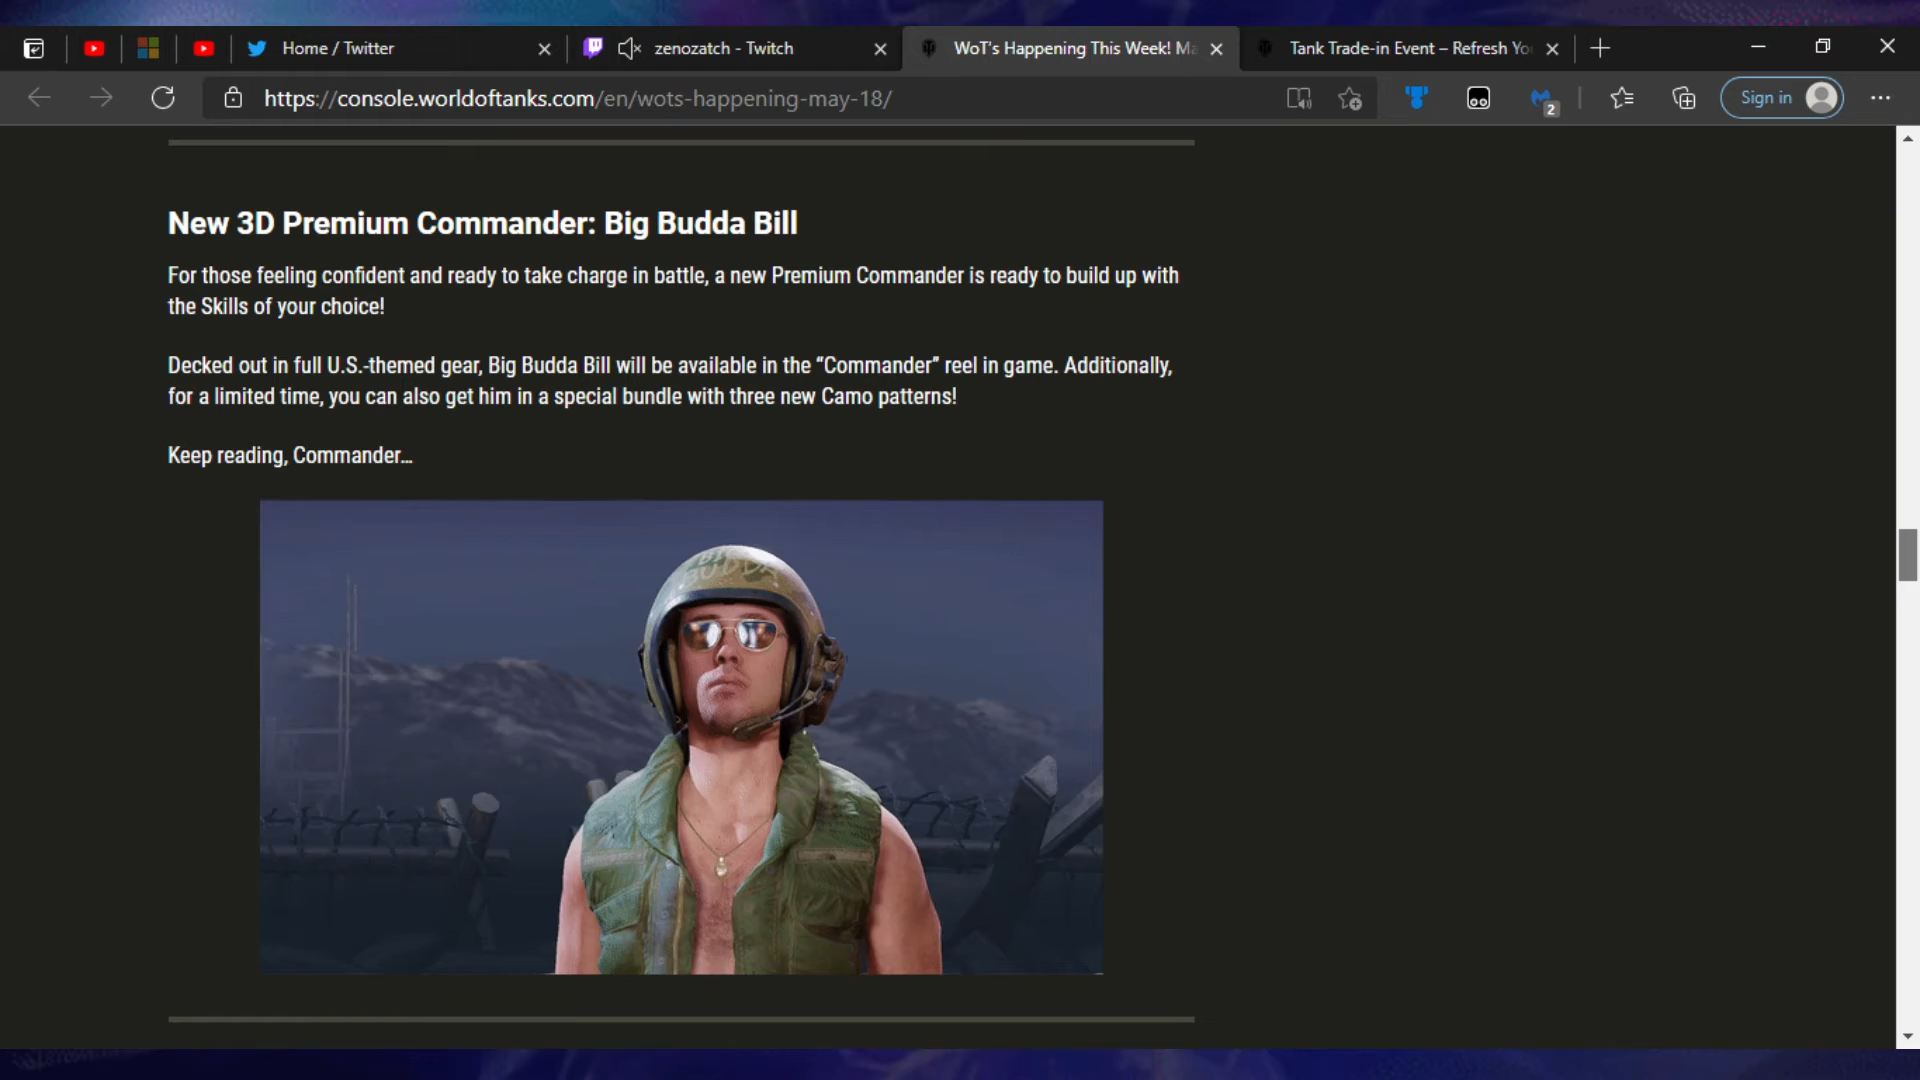 Home / Twitter
zenozatch - Twitch
WoT's Happening This Week! Ma
Tank Trade-in Event – Refresh Yo
https://console.worldoftanks.com/en/wots-happening-may-18/
2
Sign in
New 3D Premium Commander: Big Budda Bill
For those feeling confident and ready to take charge in battle, a new Premium Commander is ready to build up with
the Skills of your choice!
Decked out in full U.S.-themed gear, Big Budda Bill will be available in the “Commander” reel in game. Additionally,
for a limited time, you can also get him in a special bundle with three new Camo patterns!
Keep reading, Commander...
BIG
BUDDA